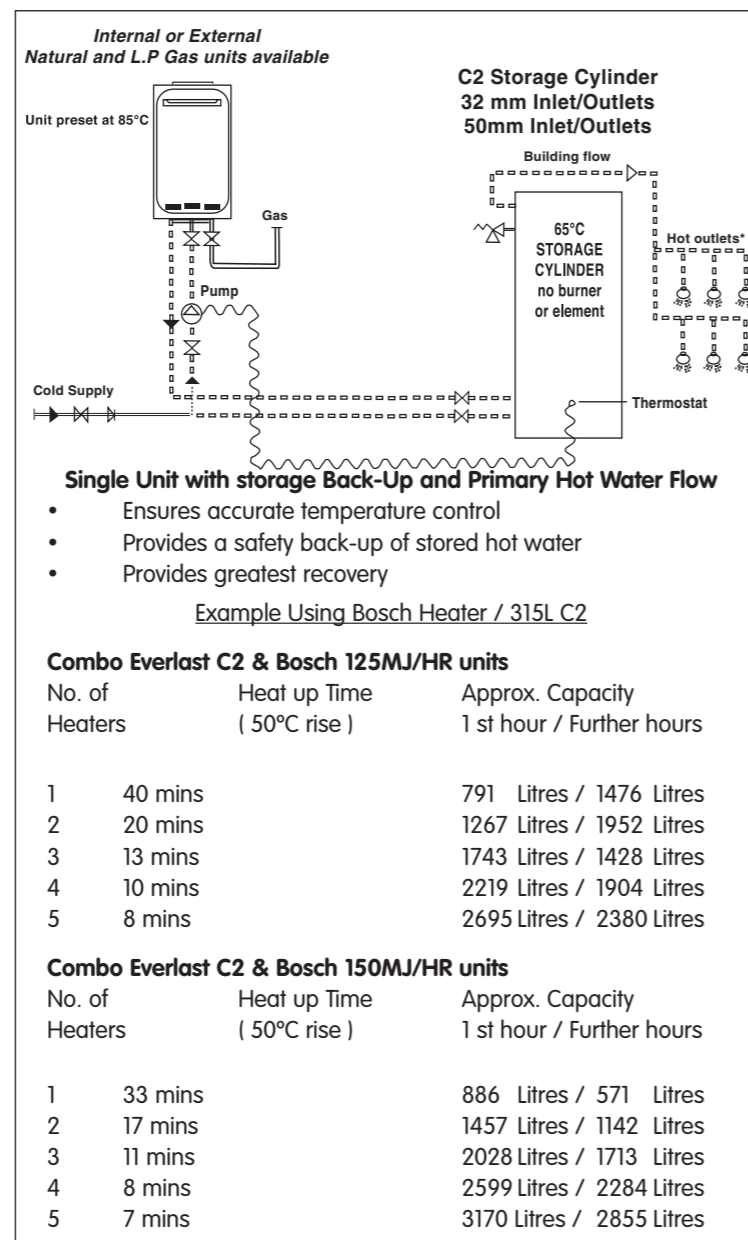 Internal or External
Natural and L.P Gas units available
Unit preset at 85°C
C2 Storage Cylinder
32 mm Inlet/Outlets
50mm Inlet/Outlets
Building flow
Gas
65°C
STORAGE
CYLINDER
no burner
or element
Hot outlets*
Pump
Cold Supply
Thermostat
Single Unit with storage Back-Up and Primary Hot Water Flow
• Ensures accurate temperature control
• Provides a safety back-up of stored hot water
• Provides greatest recovery
Example Using Bosch Heater / 315L C2
Combo Everlast C2 & Bosch 125MJ/HR units
No. of Heat up Time Approx. Capacity
Heaters ( 50ºC rise ) 1 st hour / Further hours
1 40 mins 791 Litres / 1476 Litres
2 20 mins 1267 Litres / 1952 Litres
3 13 mins 1743 Litres / 1428 Litres
4 10 mins 2219 Litres / 1904 Litres
5 8 mins 2695 Litres / 2380 Litres
Combo Everlast C2 & Bosch 150MJ/HR units
No. of Heat up Time Approx. Capacity
Heaters ( 50ºC rise ) 1 st hour / Further hours
1 33 mins 886 Litres / 571 Litres
2 17 mins 1457 Litres / 1142 Litres
3 11 mins 2028 Litres / 1713 Litres
4 8 mins 2599 Litres / 2284 Litres
5 7 mins 3170 Litres / 2855 Litres